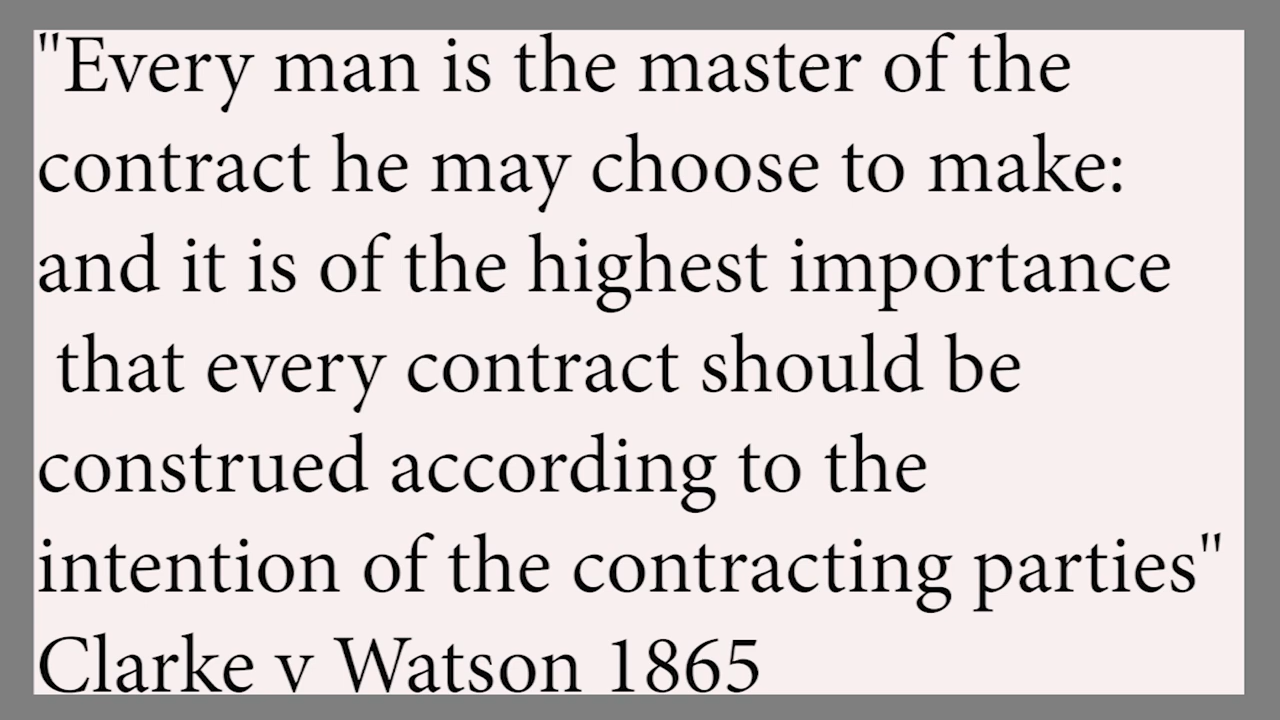 "Every man is the master of the
contract he may choose to make:
and it is of the highest importance
that every contract should be
construed according to the
intention of the contracting parties"
Clarke v Watson 1865